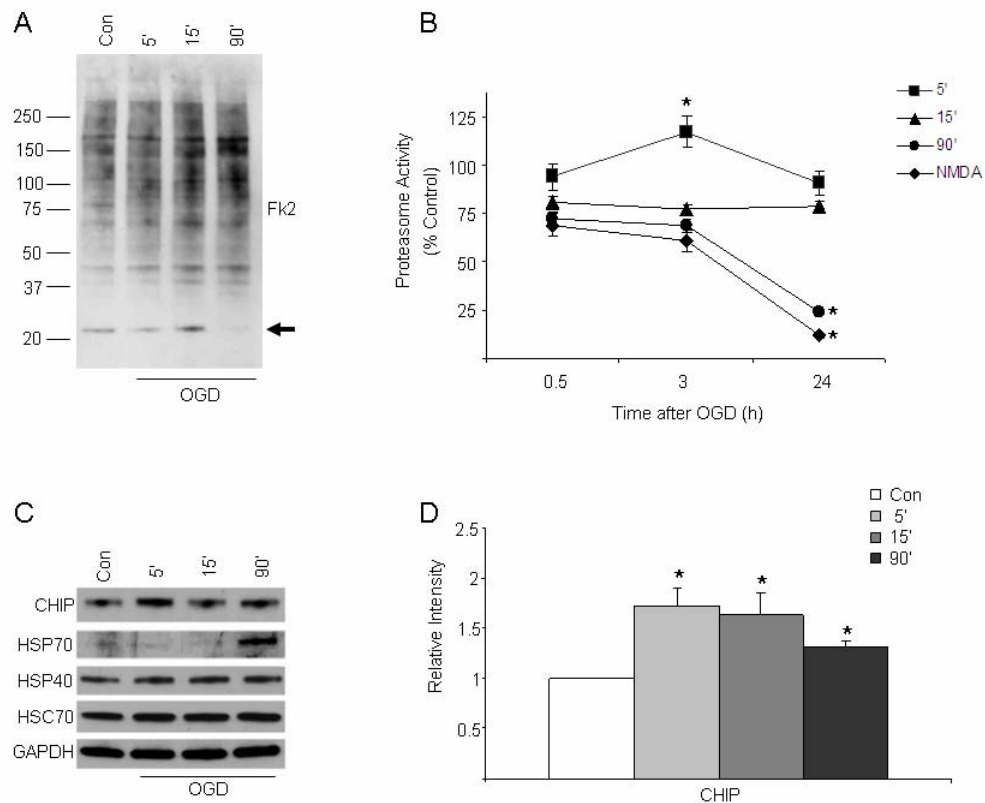 A
Con 5' 15' 90'
250
150
100
75
50
37
20
Fk2
OGD
B
Proteasome Activity
(% Control)
125
100
75
50
25
*
*
*
0.5 3 24
Time after OGD (h)
5'
15'
90'
NMDA
C
Con 5' 15' 90'
CHIP
HSP70
HSP40
HSC70
GAPDH
OGD
D
Relative Intensity
2.5
2
1.5
1
0.5
* * *
CHIP
Con
5'
15'
90'